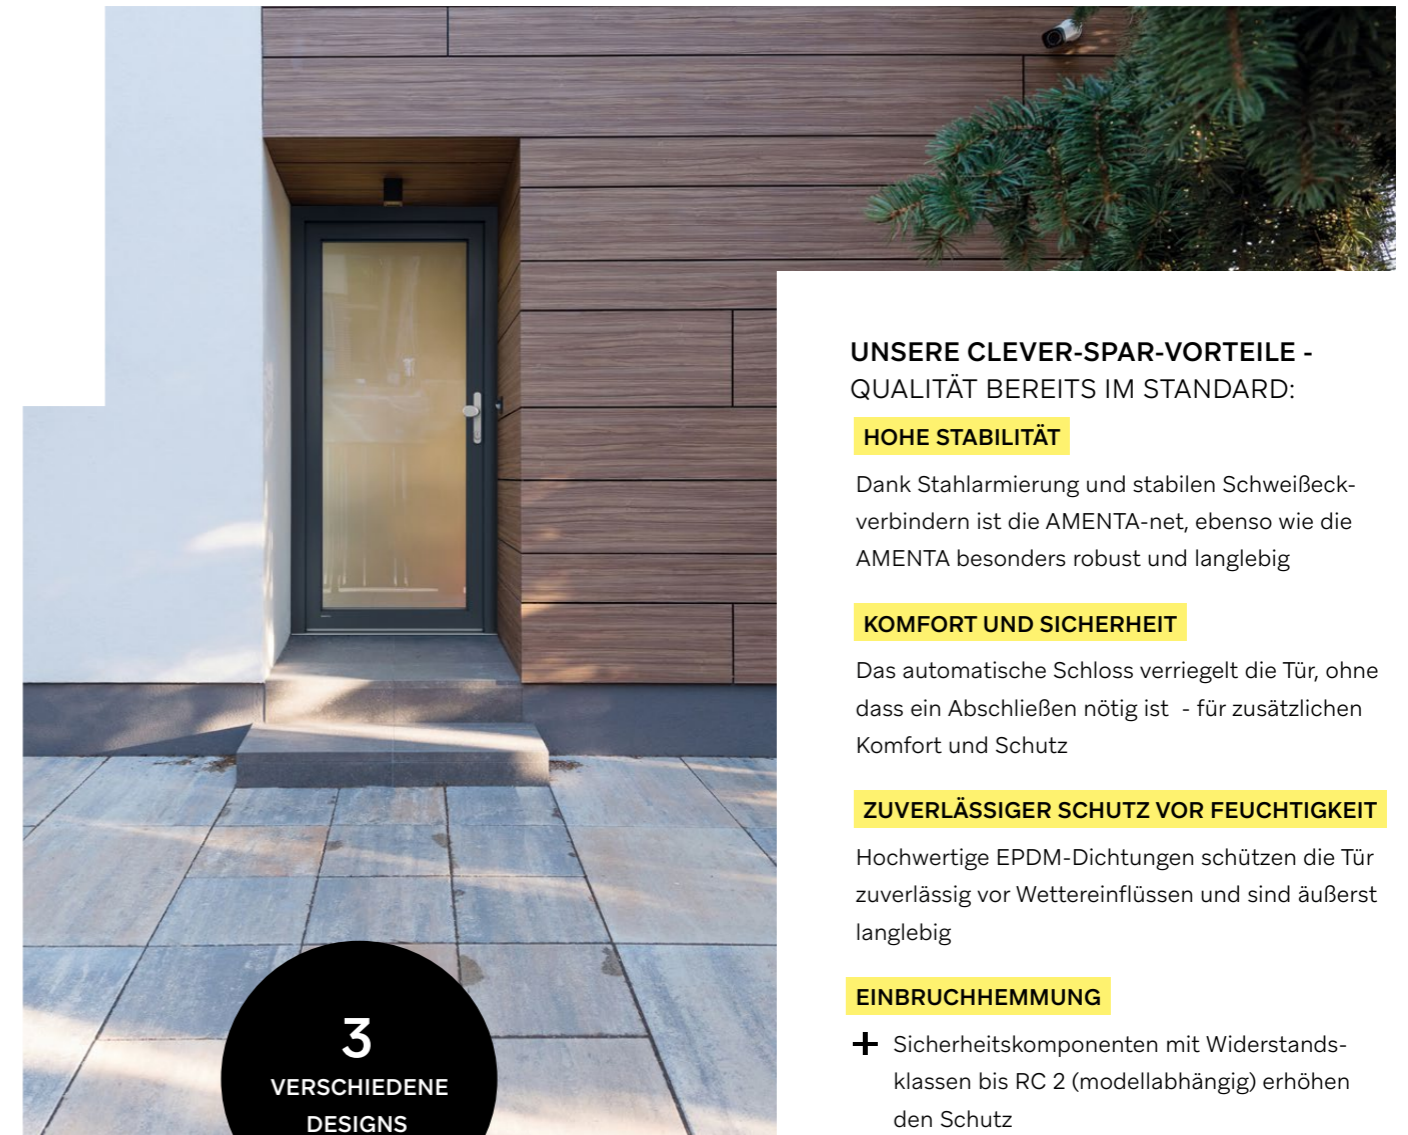 UNSERE CLEVER-SPAR-VORTEILE -
QUALITÄT BEREITS IM STANDARD:
HOHE STABILITÄT
Dank Stahlarmierung und stabilen Schweißeck-
verbindern ist die AMENTA-net, ebenso wie die
AMENTA besonders robust und langlebig
KOMFORT UND SICHERHEIT
Das automatische Schloss verriegelt die Tür, ohne
dass ein Abschließen nötig ist - für zusätzlichen
Komfort und Schutz
ZUVERLÄSSIGER SCHUTZ VOR FEUCHTIGKEIT
Hochwertige EPDM-Dichtungen schützen die Tür
zuverlässig vor Wettereinflüssen und sind äußerst
langlebig
EINBRUCHHEMMUNG
+ Sicherheitskomponenten mit Widerstands-
klassen bis RC 2 (modellabhängig) erhöhen
den Schutz
3
VERSCHIEDENE
DESIGNS